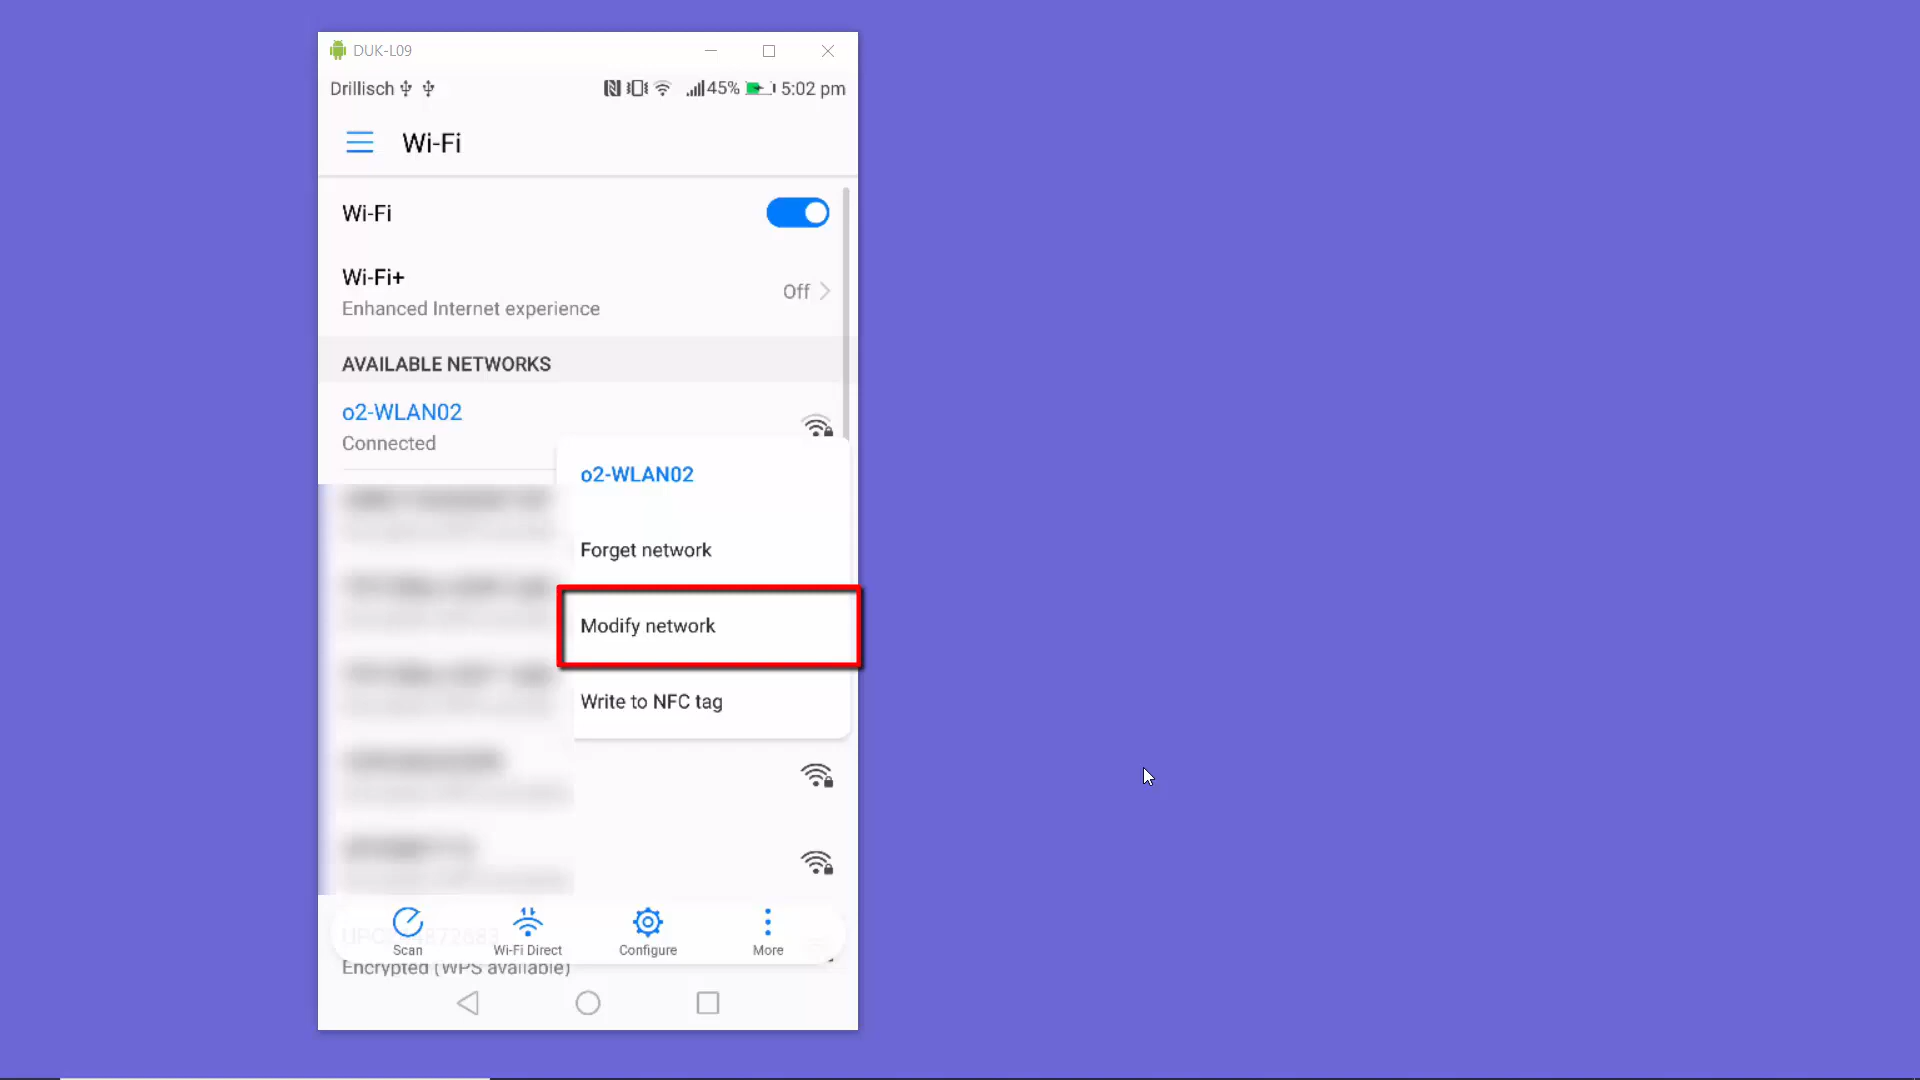 DUK-L09
Drillisch 45% 5:02 pm
Wi-Fi
Wi-Fi
Wi-Fi+
Off
Enhanced Internet experience
AVAILABLE NETWORKS
o2-WLAN02
Connected
o2-WLAN02
Forget network
Modify network
Write to NFC tag
Scan
Wi-Fi Direct
Configure
More
Encrypted (WPS available)